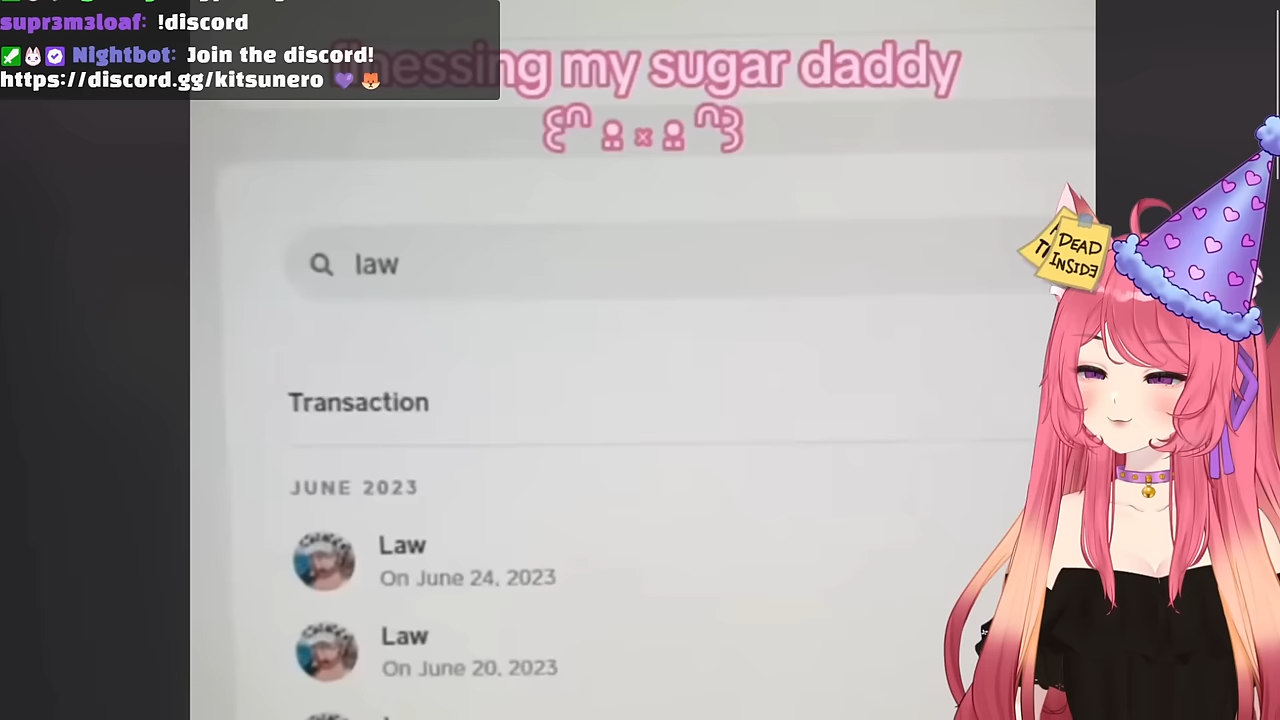 supr3m3loaf: !discord
Nightbot: Join the discord!
https://discord.gg/kitsunero
my sugar daddy
DEAD
INSIDE
law
Transaction
JUNE 2023
Law
On June 24, 2023
Law
On June 20, 2023